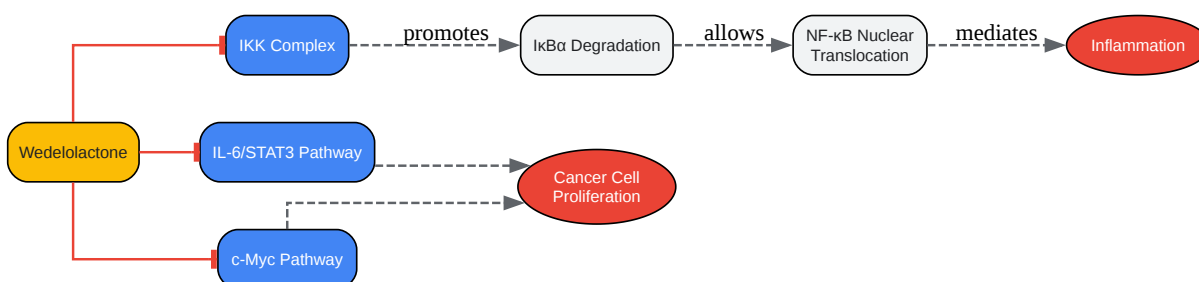 IKK Complex
promotes
IκBα Degradation
allows
NF-κB Nuclear
Translocation
mediates
Inflammation
Wedelolactone
IL-6/STAT3 Pathway
Cancer Cell
Proliferation
c-Myc Pathway